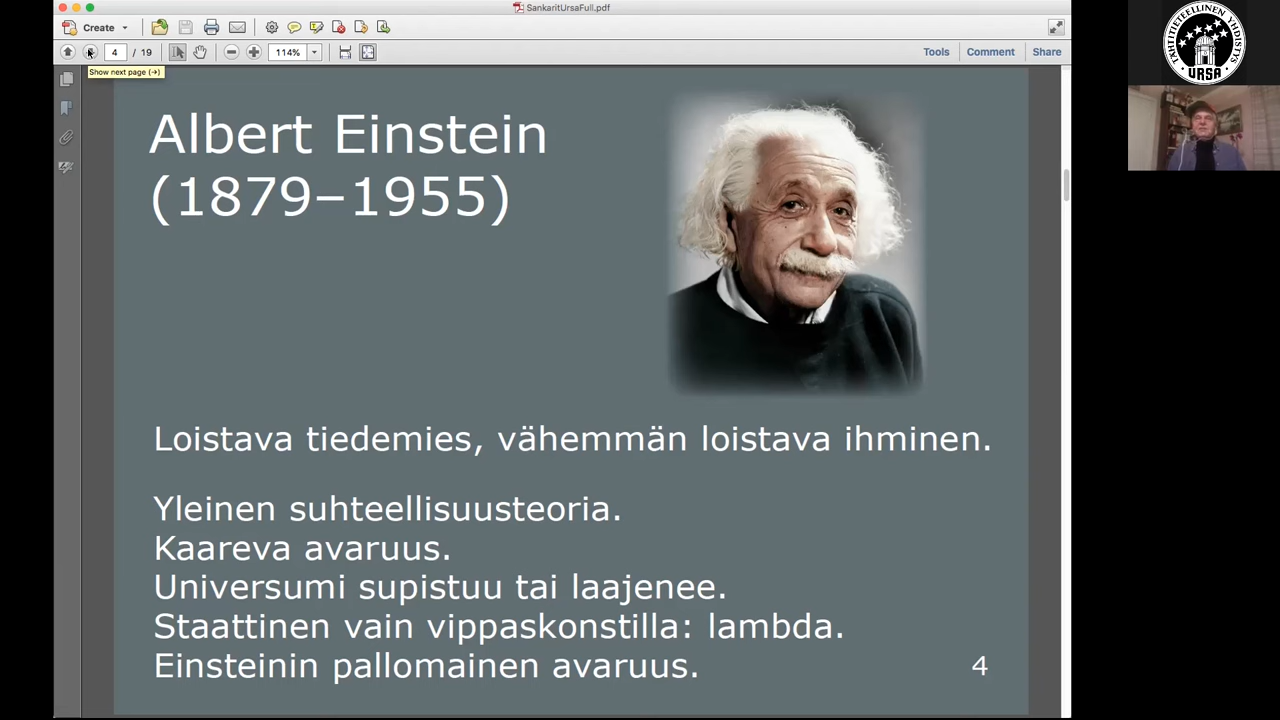 SankaritUrsaFull.pdf
Create
4 / 19
114%
Tools
Comment
Share
Show next page (→)
Albert Einstein
(1879–1955)
Loistava tiedemies, vähemmän loistava ihminen.
Yleinen suhteellisuusteoria.
Kaareva avaruus.
Universumi supistuu tai laajenee.
Staattinen vain vippaskonstilla: lambda.
Einsteinin pallomainen avaruus.
4
TÄHTITIETEELLINEN YHDISTYS
URSA